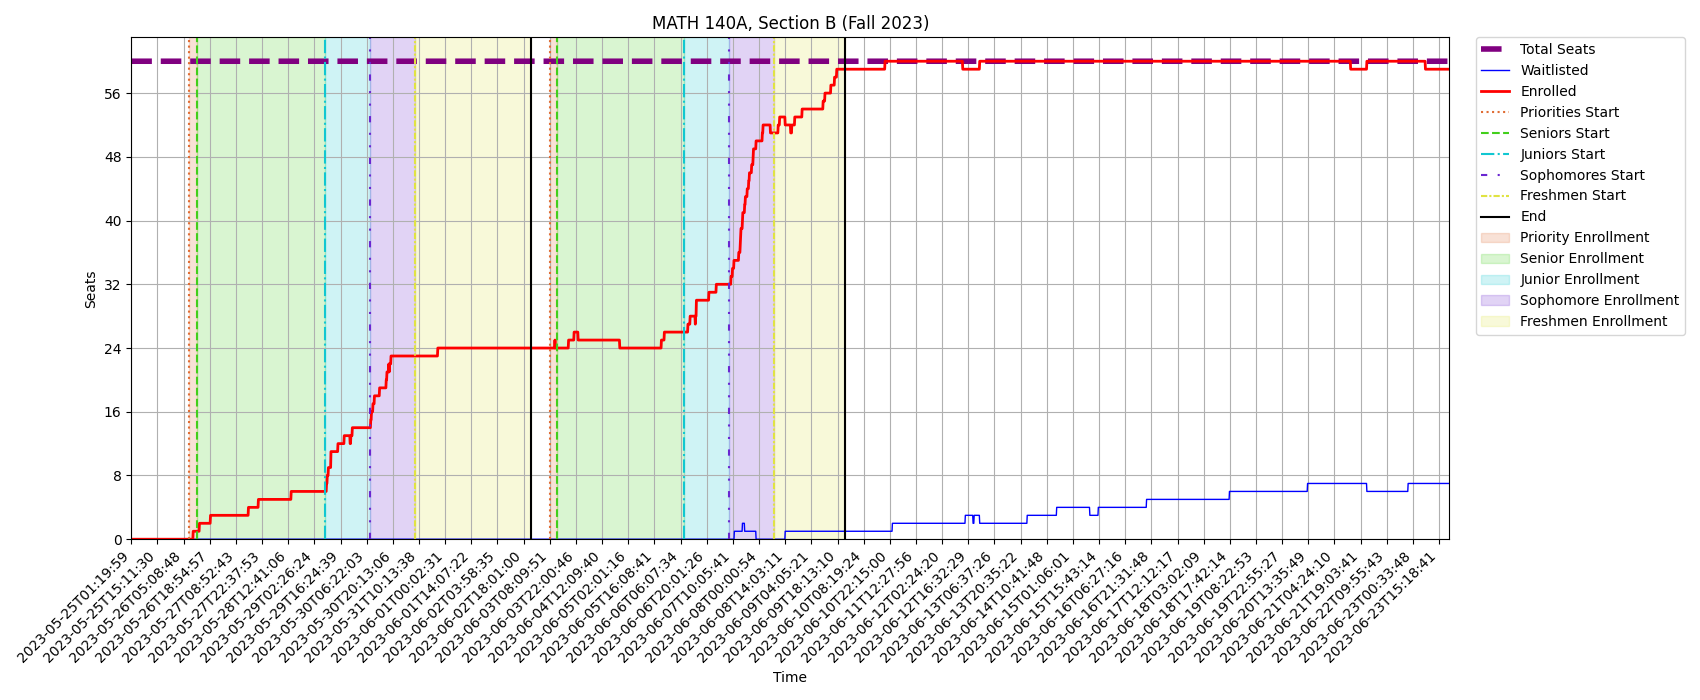 MATH 140A, Section B (Fall 2023)
Total Seats
Waitlisted
Enrolled
Priorities Start
Seniors Start
Juniors Start
Sophomores Start
Freshmen Start
End
Priority Enrollment
Senior Enrollment
Junior Enrollment
Sophomore Enrollment
Freshmen Enrollment
Seats
56
48
40
32
24
16
8
0
2023-05-25T01:19:59
2023-05-25T15:11:30
2023-05-26T05:08:48
2023-05-26T18:54:57
2023-05-27T08:52:43
2023-05-27T22:37:53
2023-05-28T12:41:06
2023-05-29T02:26:24
2023-05-29T16:24:39
2023-05-30T06:22:03
2023-05-30T20:13:06
2023-05-31T10:13:38
2023-06-01T00:02:31
2023-06-01T14:07:22
2023-06-02T03:58:35
2023-06-02T18:01:00
2023-06-03T08:09:51
2023-06-03T22:00:46
2023-06-04T12:09:40
2023-06-05T02:01:16
2023-06-05T16:08:41
2023-06-06T06:07:34
2023-06-06T20:01:26
2023-06-07T10:05:41
2023-06-08T00:00:54
2023-06-08T14:03:11
2023-06-09T04:05:21
2023-06-09T18:13:10
2023-06-10T08:19:24
2023-06-10T22:15:00
2023-06-11T12:27:56
2023-06-12T02:24:20
2023-06-12T16:32:29
2023-06-13T06:37:26
2023-06-13T20:35:22
2023-06-14T10:41:48
2023-06-15T01:06:01
2023-06-15T15:43:14
2023-06-16T06:27:16
2023-06-16T21:31:48
2023-06-17T12:12:17
2023-06-18T03:02:09
2023-06-18T17:42:14
2023-06-19T08:22:53
2023-06-19T22:55:27
2023-06-20T13:35:49
2023-06-21T04:24:10
2023-06-21T19:03:41
2023-06-22T09:55:43
2023-06-23T00:33:48
2023-06-23T15:18:41
Time